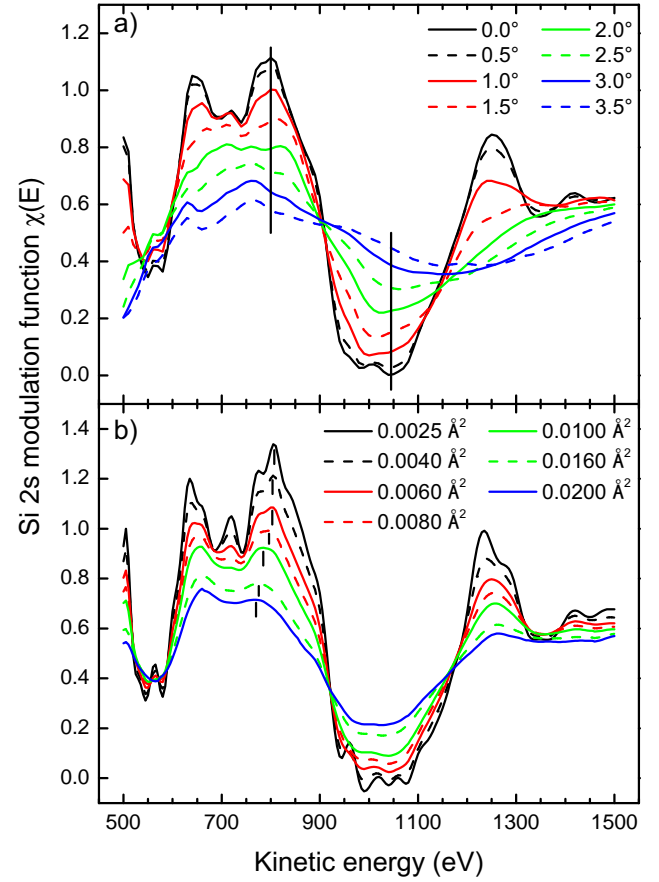 a)
0.0° 2.0°
0.5° 2.5°
1.0° 3.0°
1.5° 3.5°
1.2
1.0
0.8
0.6
0.4
0.2
0.0
Si 2s modulation function χ(E)
b)
0.0025 Å² 0.0100 Å²
0.0040 Å² 0.0160 Å²
0.0060 Å² 0.0200 Å²
0.0080 Å²
1.4
1.2
1.0
0.8
0.6
0.4
0.2
0.0
500 700 900 1100 1300 1500
Kinetic energy (eV)